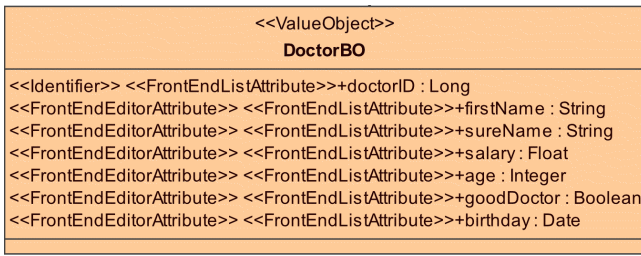 <<ValueObject>>
DoctorBO
<<Identifier>> <<FrontEndListAttribute>>+doctorID : Long
<<FrontEndEditorAttribute>> <<FrontEndListAttribute>>+firstName : String
<<FrontEndEditorAttribute>> <<FrontEndListAttribute>>+sureName : String
<<FrontEndEditorAttribute>> <<FrontEndListAttribute>>+salary : Float
<<FrontEndEditorAttribute>> <<FrontEndListAttribute>>+age : Integer
<<FrontEndEditorAttribute>> <<FrontEndListAttribute>>+goodDoctor : Boolean
<<FrontEndEditorAttribute>> <<FrontEndListAttribute>>+birthday : Date